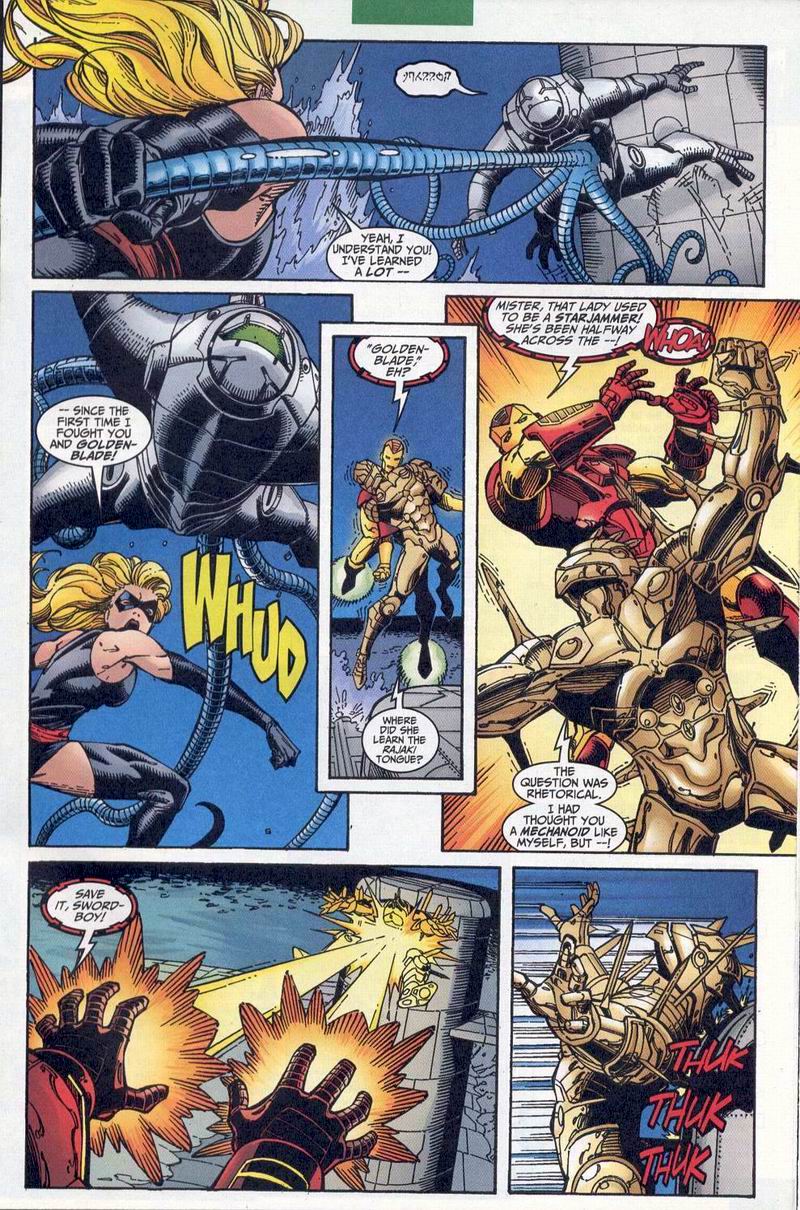 YEAH, I
UNDERSTAND YOU!
I'VE LEARNED
A LOT --
-- SINCE THE
FIRST TIME I
FOUGHT YOU
AND GOLDEN-
BLADE!
WHUD
"GOLDEN-
BLADE,"
EH?
WHERE
DID SHE
LEARN THE
RAJAKI
TONGUE?
MISTER, THAT LADY USED
TO BE A STARJAMMER!
SHE'S BEEN HALFWAY
ACROSS THE --!
WHOA!
THE
QUESTION WAS
RHETORICAL.
I HAD
THOUGHT YOU
A MECHANOID LIKE
MYSELF, BUT --!
SAVE
IT, SWORD-
BOY!
THUK
THUK
THUK